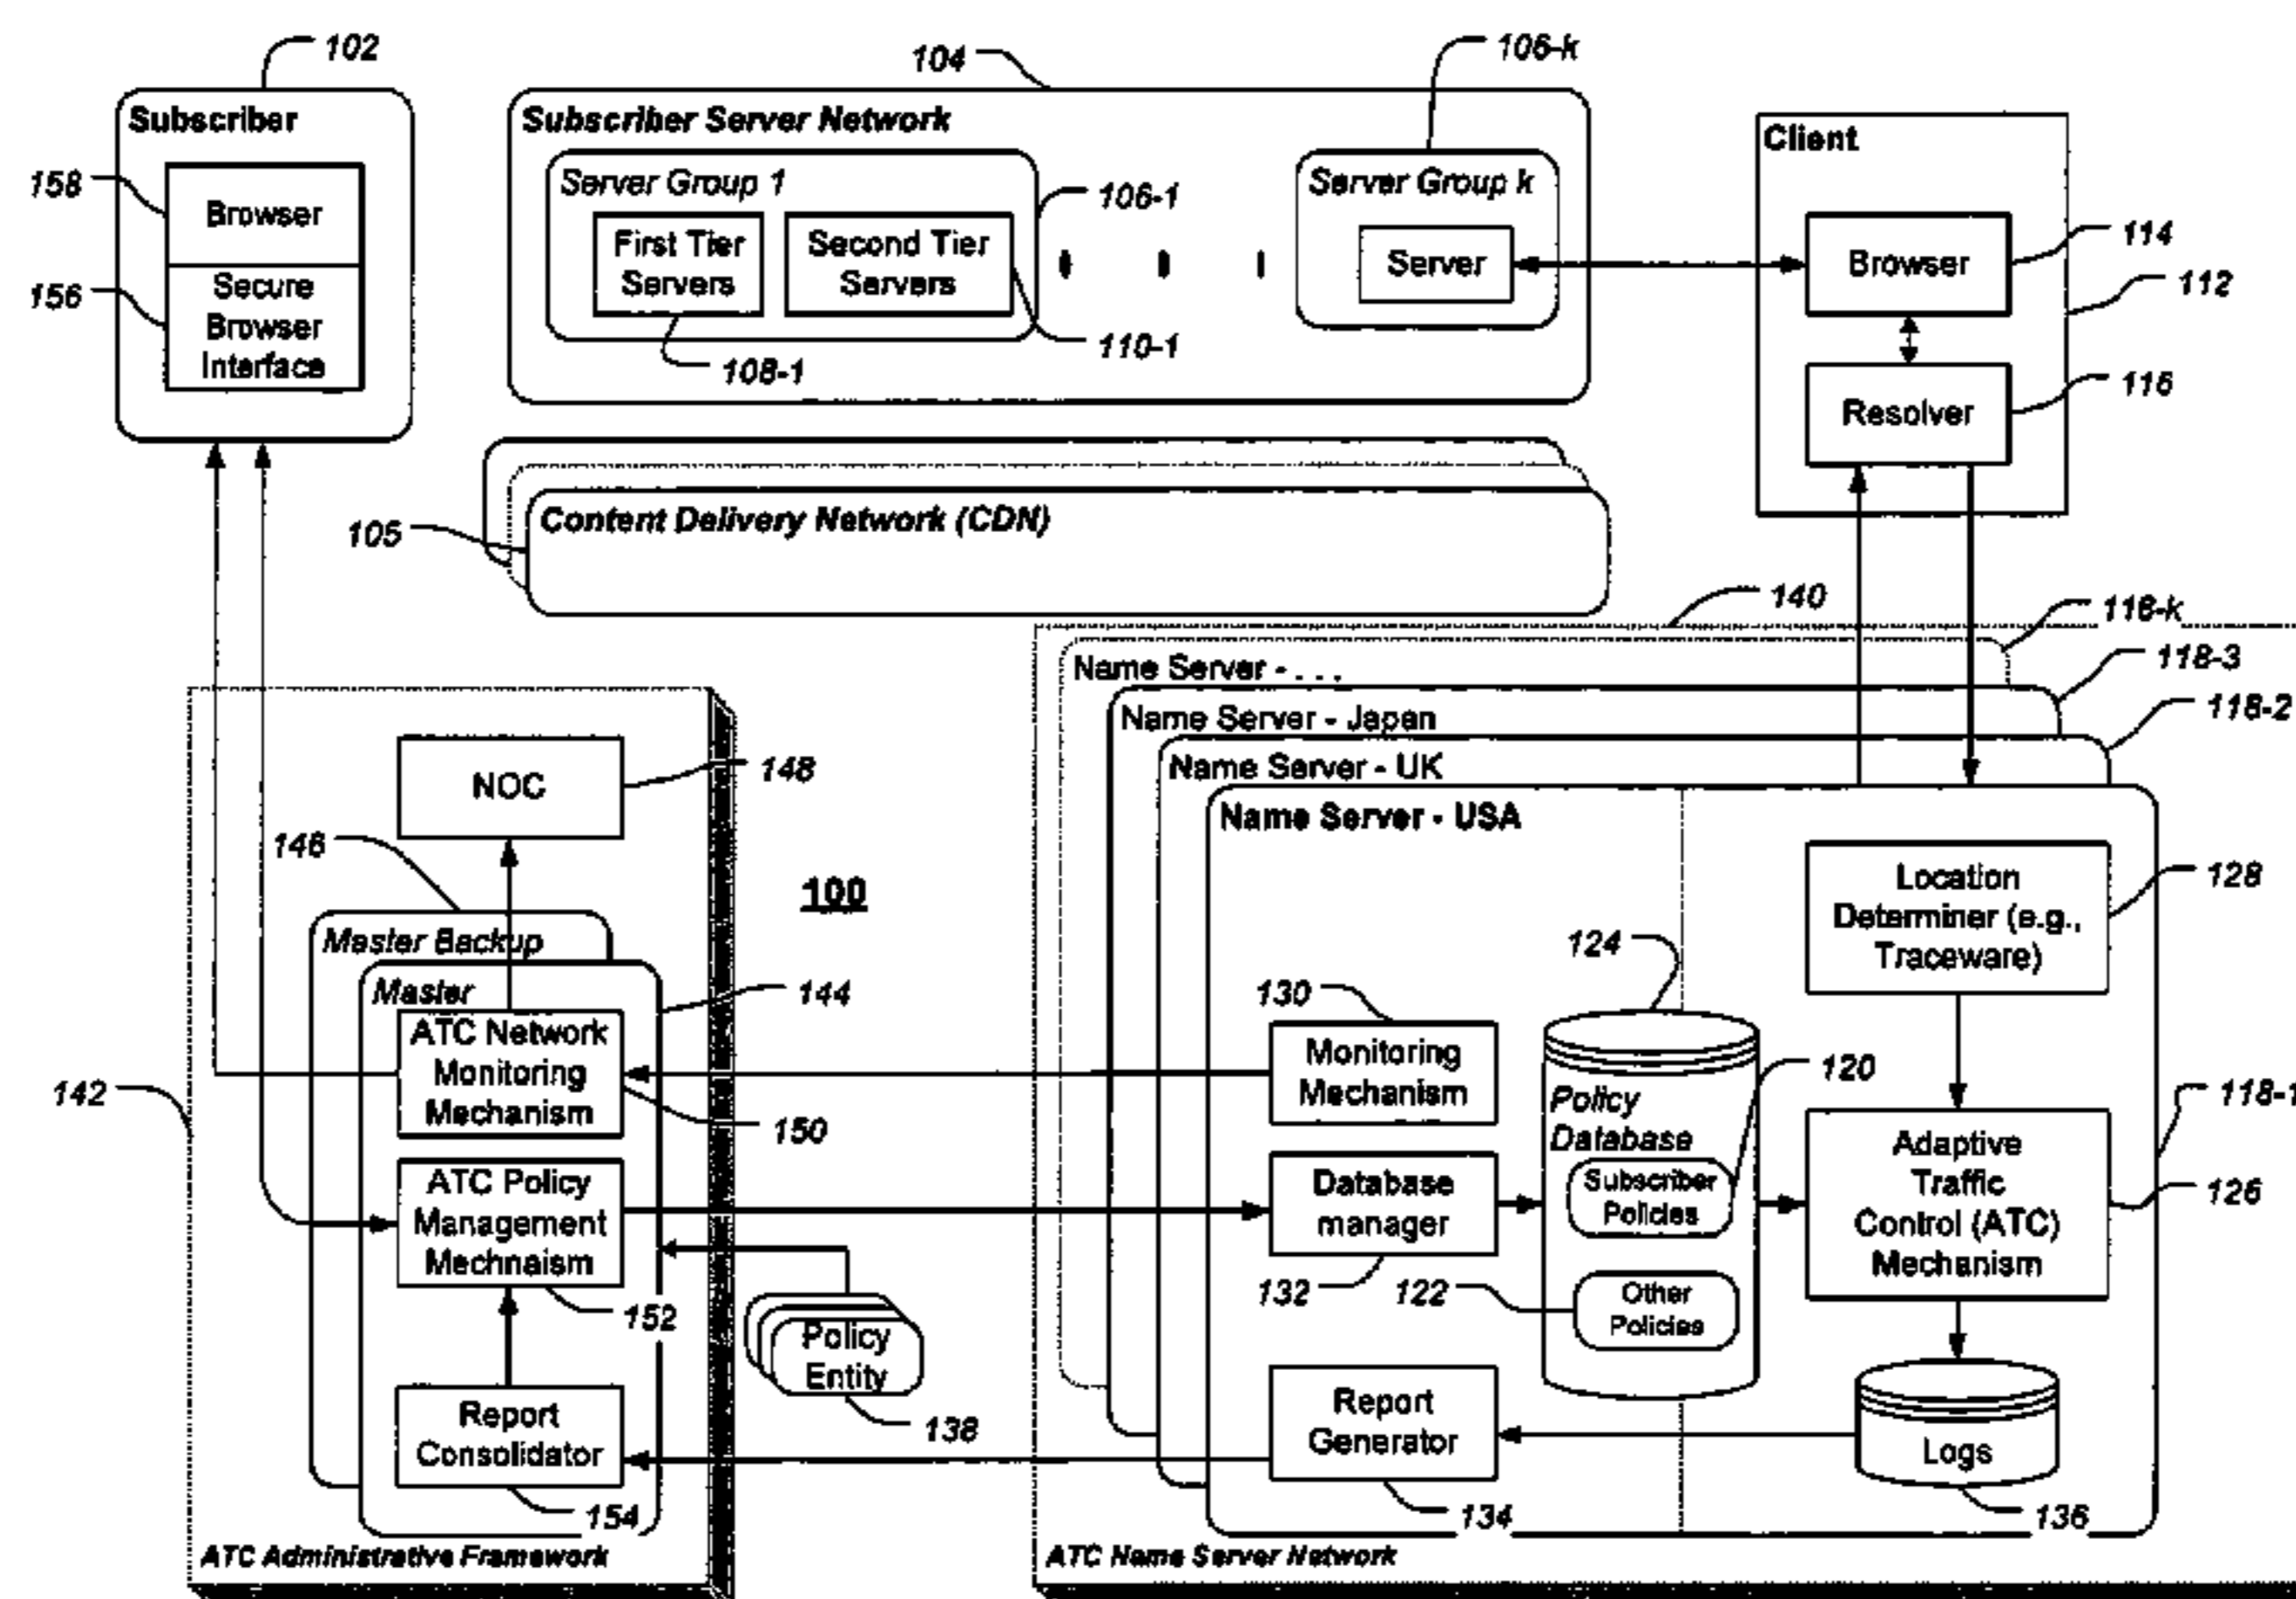 102
104
106-k
Subscriber
Subscriber Server Network
Client
158
Browser
156
Secure
Browser
Interface
Server Group 1
First Tier
Servers
Second Tier
Servers
106-1
110-1
108-1
Server Group k
Server
Browser
114
112
Resolver
116
105
Content Delivery Network (CDN)
140
118-k
118-3
118-2
Name Server - . . .
Name Server - Japan
Name Server - UK
Name Server - USA
NOC
148
146
100
Master Backup
Master
144
ATC Network
Monitoring
Mechanism
150
142
ATC Policy
Management
Mechnaism
152
Report
Consolidator
154
ATC Administrative Framework
Policy
Entity
138
130
Monitoring
Mechanism
Database
manager
132
124
Policy
Database
120
Subscriber
Policies
122
Other
Policies
Report
Generator
134
Location
Determiner (e.g.,
Traceware)
128
118-1
Adaptive
Traffic
Control (ATC)
Mechanism
126
Logs
136
ATC Name Server Network